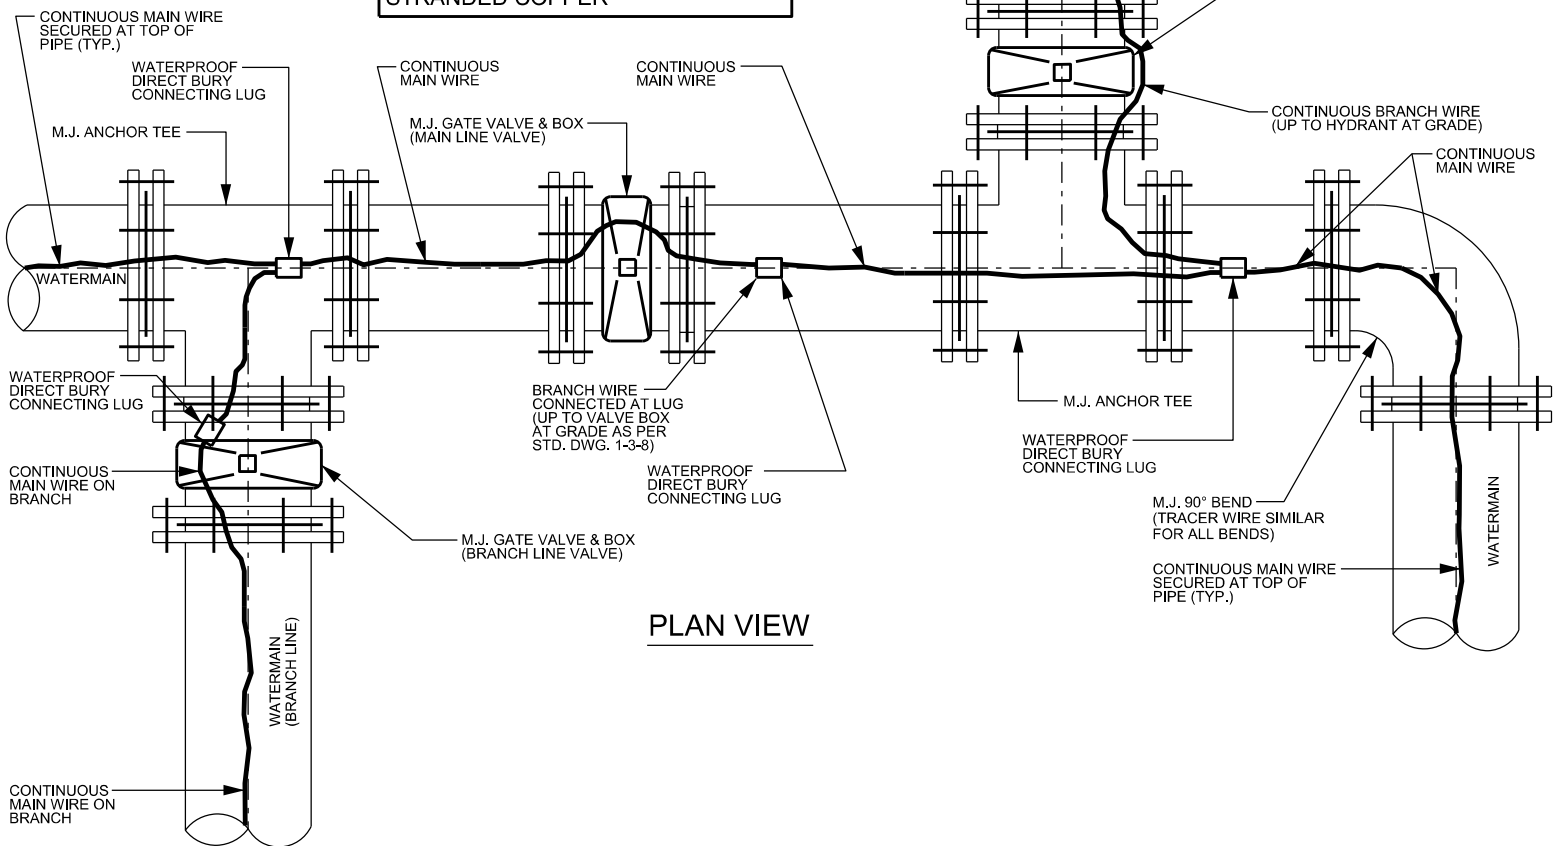 STRANDED COPPER
CONTINUOUS MAIN WIRE
SECURED AT TOP OF
PIPE (TYP.)
WATERPROOF
DIRECT BURY
CONNECTING LUG
CONTINUOUS
MAIN WIRE
CONTINUOUS
MAIN WIRE
M.J. ANCHOR TEE
M.J. GATE VALVE & BOX
(MAIN LINE VALVE)
CONTINUOUS BRANCH WIRE
(UP TO HYDRANT AT GRADE)
CONTINUOUS
MAIN WIRE
WATERMAIN
WATERPROOF
DIRECT BURY
CONNECTING LUG
BRANCH WIRE
CONNECTED AT LUG
(UP TO VALVE BOX
AT GRADE AS PER
STD. DWG. 1-3-8)
M.J. ANCHOR TEE
WATERPROOF
DIRECT BURY
CONNECTING LUG
WATERPROOF
DIRECT BURY
CONNECTING LUG
CONTINUOUS
MAIN WIRE ON
BRANCH
M.J. GATE VALVE & BOX
(BRANCH LINE VALVE)
M.J. 90° BEND
(TRACER WIRE SIMILAR
FOR ALL BENDS)
WATERMAIN
CONTINUOUS MAIN WIRE
SECURED AT TOP OF
PIPE (TYP.)
PLAN VIEW
WATERMAIN
(BRANCH LINE)
CONTINUOUS
MAIN WIRE ON
BRANCH